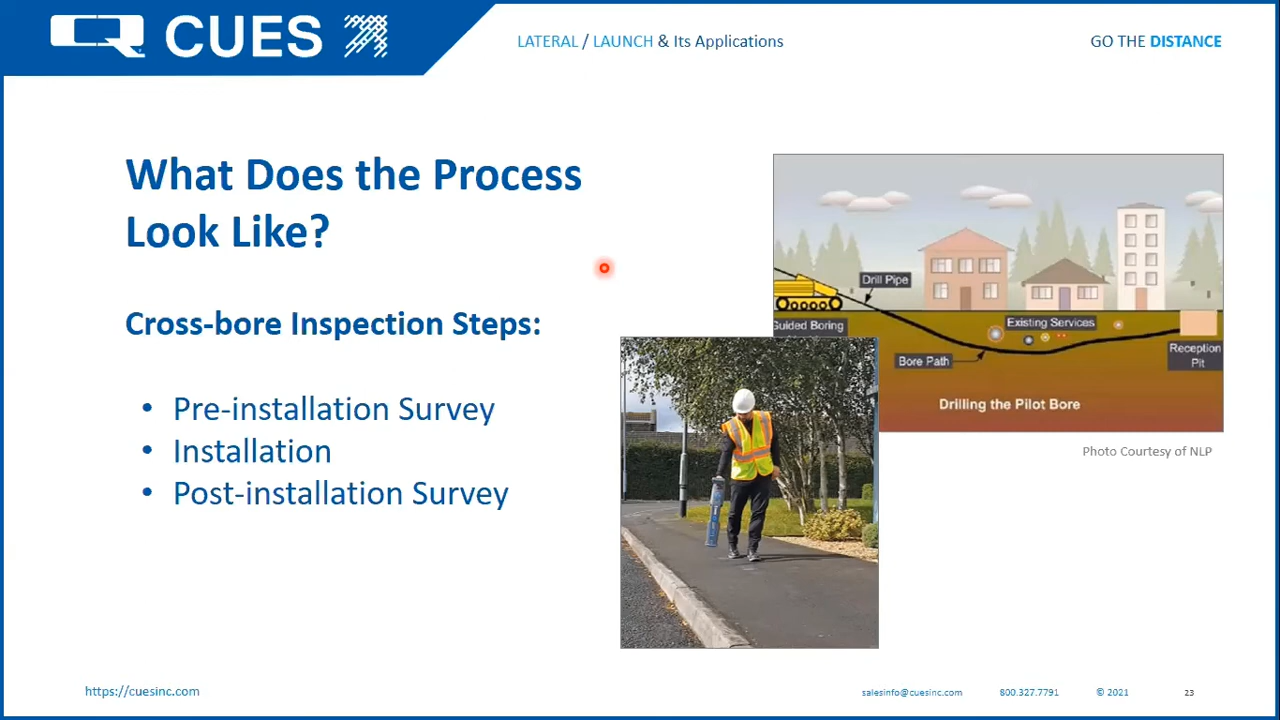 CUES
LATERAL / LAUNCH & Its Applications
GO THE DISTANCE
What Does the Process
Look Like?
Cross-bore Inspection Steps:
• Pre-installation Survey
• Installation
• Post-installation Survey
Drill Pipe
Guided Boring
Existing Services
Bore Path
Reception
Pit
Drilling the Pilot Bore
Photo Courtesy of NLP
https://cuesinc.com
salesinfo@cuesinc.com
800.327.7791
© 2021
23